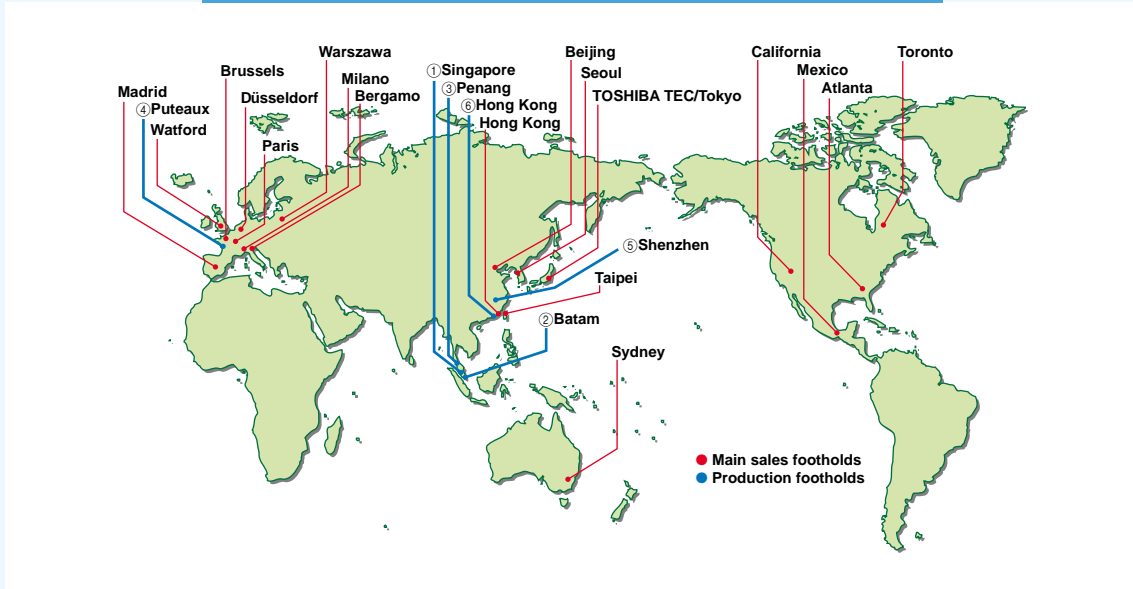 Madrid
④Puteaux
Watford
Brussels
Düsseldorf
Paris
Warszawa
Milano
Bergamo
①Singapore
③Penang
⑥Hong Kong
Hong Kong
Beijing
Seoul
TOSHIBA TEC/Tokyo
⑤Shenzhen
Taipei
②Batam
Sydney
California
Mexico
Atlanta
Toronto
Main sales footholds
Production footholds